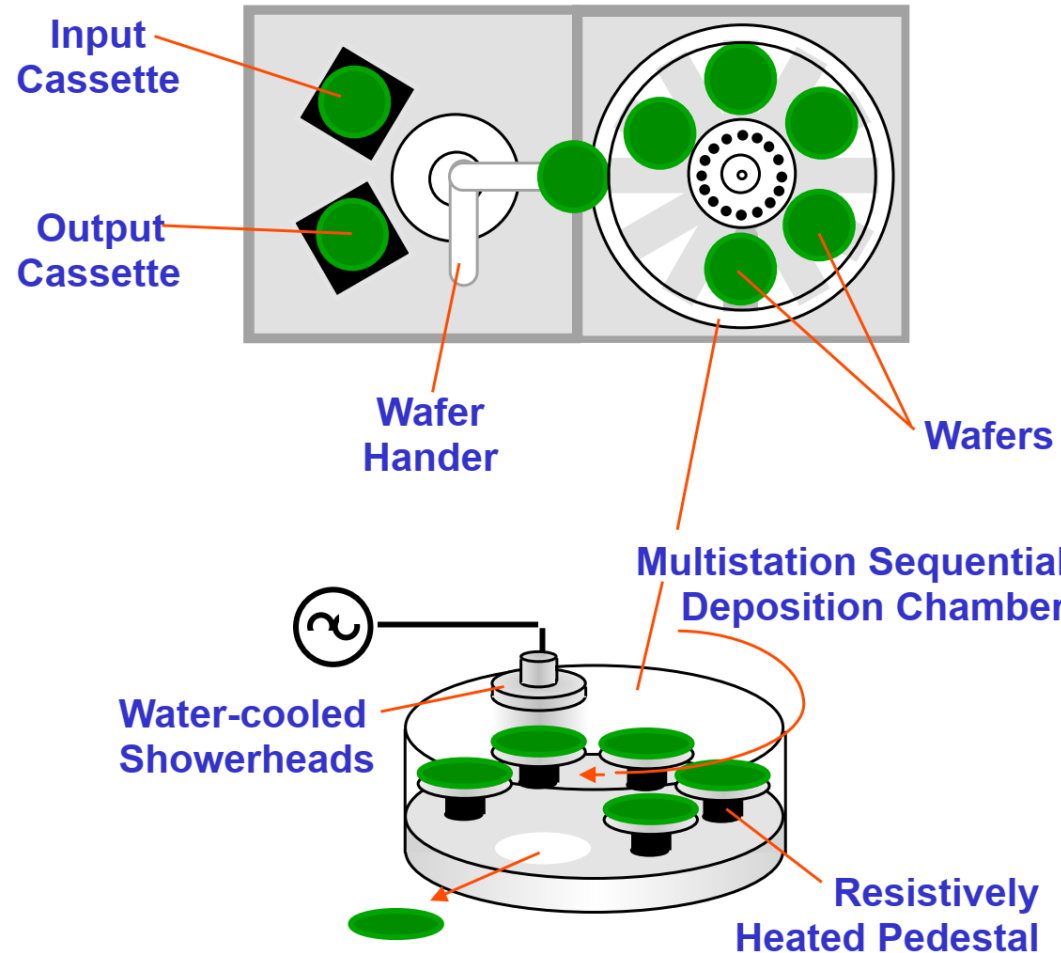 Input
Cassette
Output
Cassette
Wafer
Hander
Wafers
Multistation Sequential
Deposition Chamber
Water-cooled
Showerheads
Resistively
Heated Pedestal